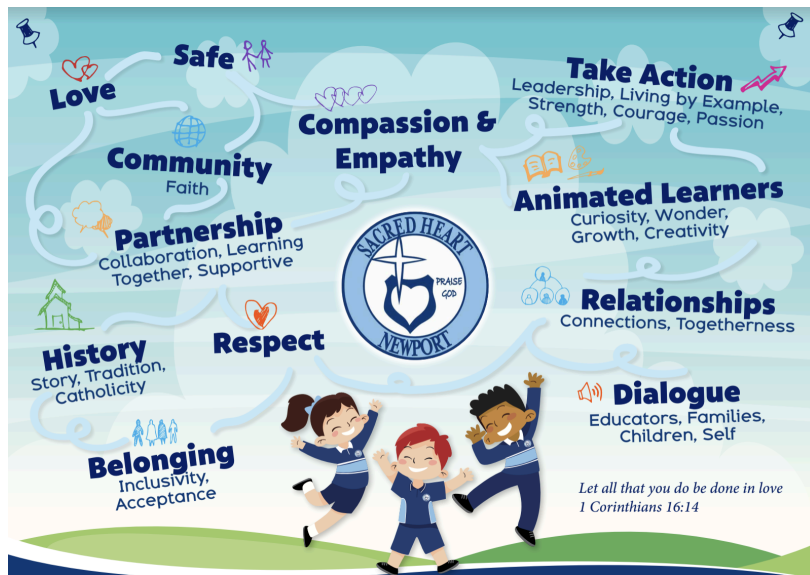 Safe
Love
Compassion &
Empathy
Take Action
Leadership, Living by Example,
Strength, Courage, Passion
Community
Faith
Animated Learners
Curiosity, Wonder,
Growth, Creativity
Partnership
Collaboration, Learning
Together, Supportive
SACRED HEART
PRAISE
GOD
NEWPORT
Relationships
Connections, Togetherness
History
Story, Tradition,
Catholicity
Respect
Dialogue
Educators, Families,
Children, Self
Belonging
Inclusivity,
Acceptance
Let all that you do be done in love
1 Corinthians 16:14